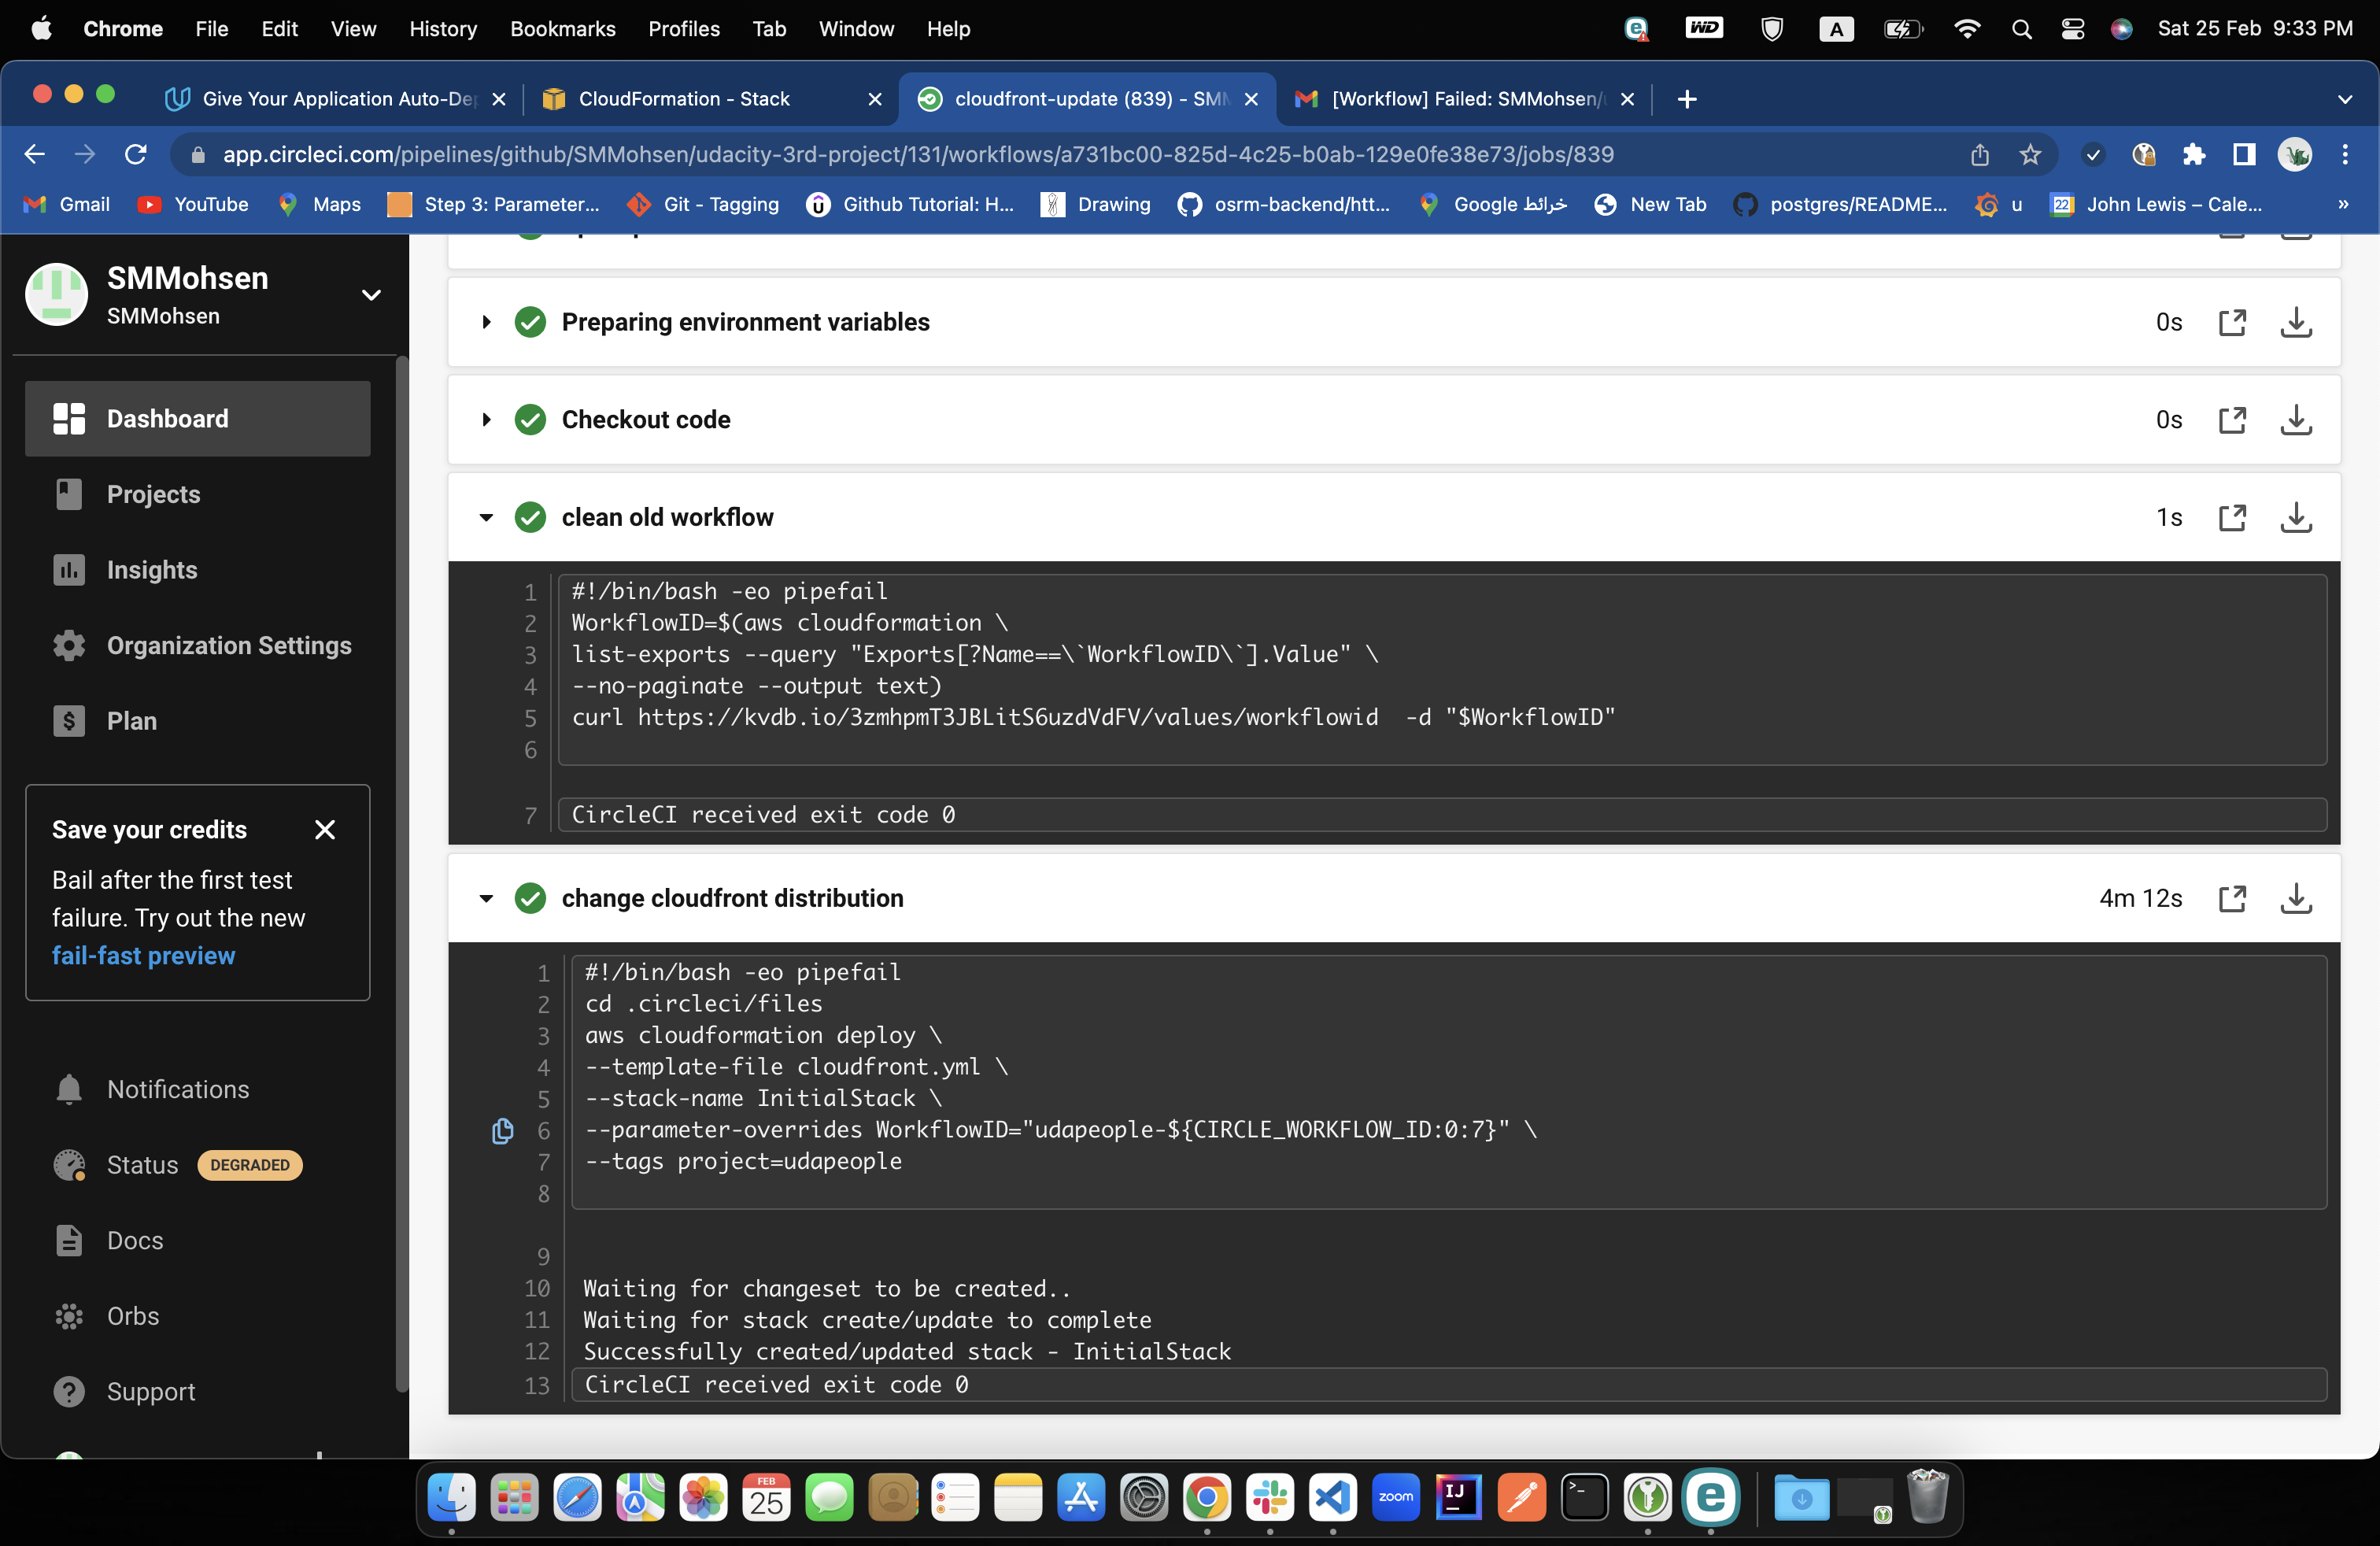 Chrome File Edit View History Bookmarks Profiles Tab Window Help
WD A Sat 25 Feb 9:33 PM
Give Your Application Auto-De
CloudFormation - Stack
cloudfront-update (839) - SMM
[Workflow] Failed: SMMohsen/
app.circleci.com/pipelines/github/SMMohsen/udacity-3rd-project/131/workflows/a731bc00-825d-4c25-b0ab-129e0fe38e73/jobs/839
Gmail YouTube Maps Step 3: Parameter... Git - Tagging Github Tutorial: H... Drawing osrm-backend/htt... Google خرائط New Tab postgres/README... u 22 John Lewis – Cale... »
SMMohsen
SMMohsen
Dashboard
Projects
Insights
Organization Settings
Plan
Save your credits
Bail after the first test
failure. Try out the new
fail-fast preview
Notifications
Status DEGRADED
Docs
Orbs
Support
Preparing environment variables 0s
Checkout code 0s
clean old workflow 1s
1 #!/bin/bash -eo pipefail
2 WorkflowID=$(aws cloudformation \
3 list-exports --query "Exports[?Name==\`WorkflowID\`].Value" \
4 --no-paginate --output text)
5 curl https://kvdb.io/3zmhpmT3JBLitS6uzdVdFV/values/workflowid  -d "$WorkflowID"
6
7 CircleCI received exit code 0
change cloudfront distribution 4m 12s
1 #!/bin/bash -eo pipefail
2 cd .circleci/files
3 aws cloudformation deploy \
4 --template-file cloudfront.yml \
5 --stack-name InitialStack \
6 --parameter-overrides WorkflowID="udapeople-${CIRCLE_WORKFLOW_ID:0:7}" \
7 --tags project=udapeople
8
9
10 Waiting for changeset to be created..
11 Waiting for stack create/update to complete
12 Successfully created/updated stack - InitialStack
13 CircleCI received exit code 0
FEB
25
zoom
IJ
e